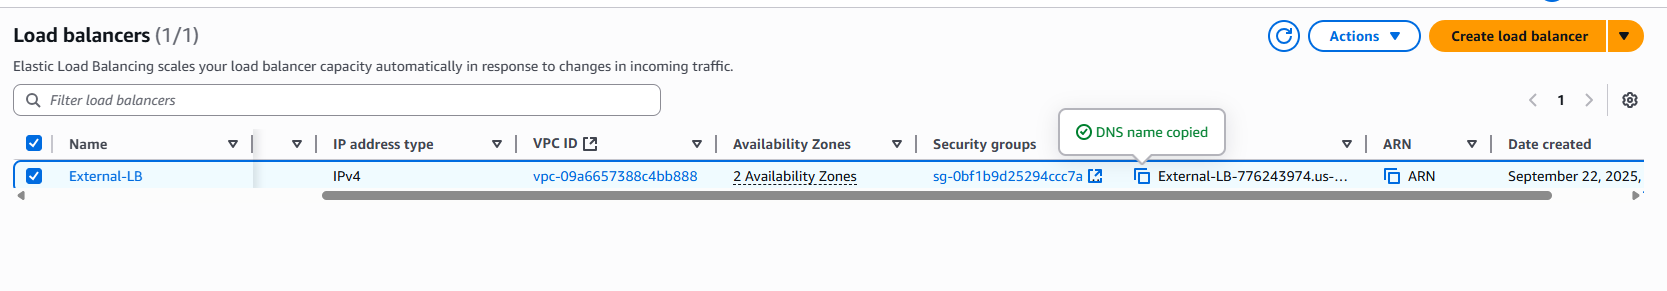 Load balancers (1/1)
Actions
Create load balancer
Elastic Load Balancing scales your load balancer capacity automatically in response to changes in incoming traffic.
Filter load balancers
1
DNS name copied
Name
IP address type
VPC ID
Availability Zones
Security groups
ARN
Date created
External-LB
IPv4
vpc-09a6657388c4bb888
2 Availability Zones
sg-0bf1b9d25294ccc7a
External-LB-776243974.us-...
ARN
September 22, 2025,